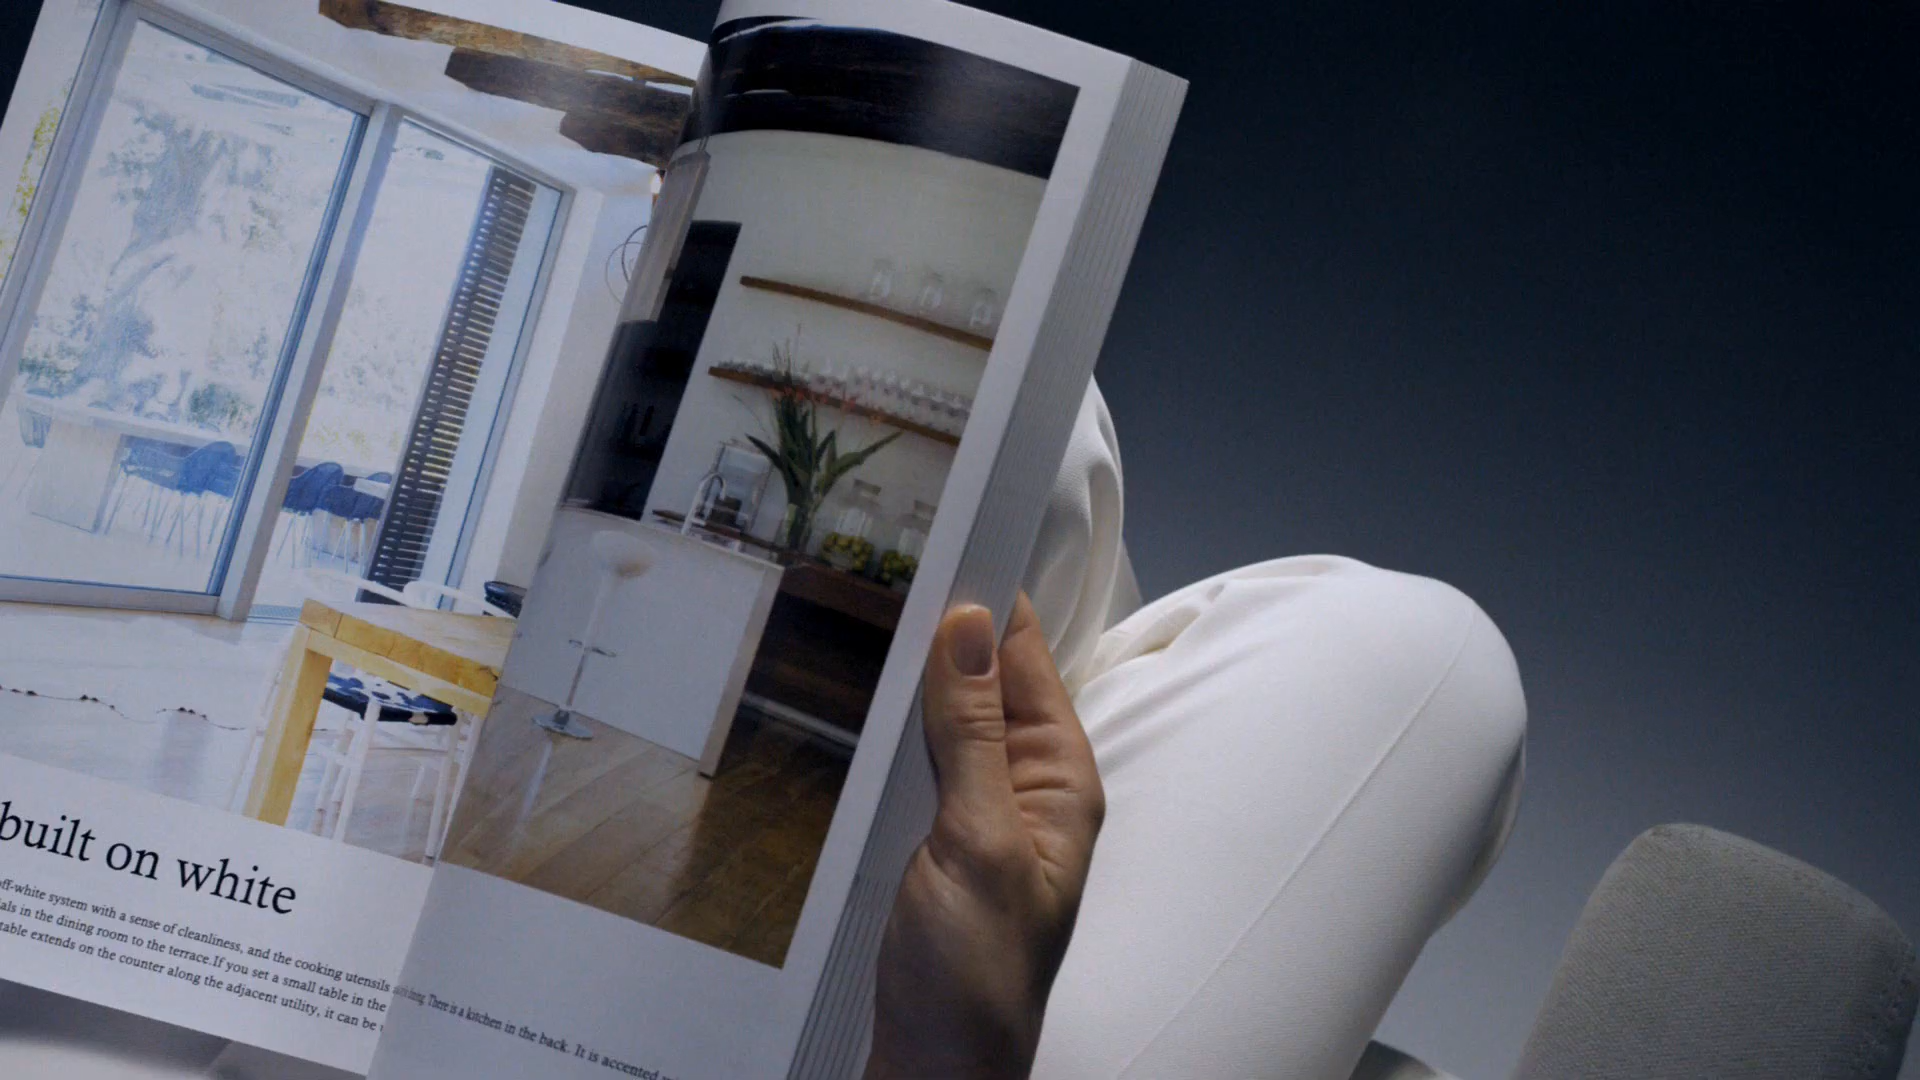 built on white
off-white system with a sense of cleanliness, and the cooking utensils
in the dining room to the terrace.If you set a small table in the
table extends on the counter along the adjacent utility, it can be
There is a kitchen in the back. It is accented